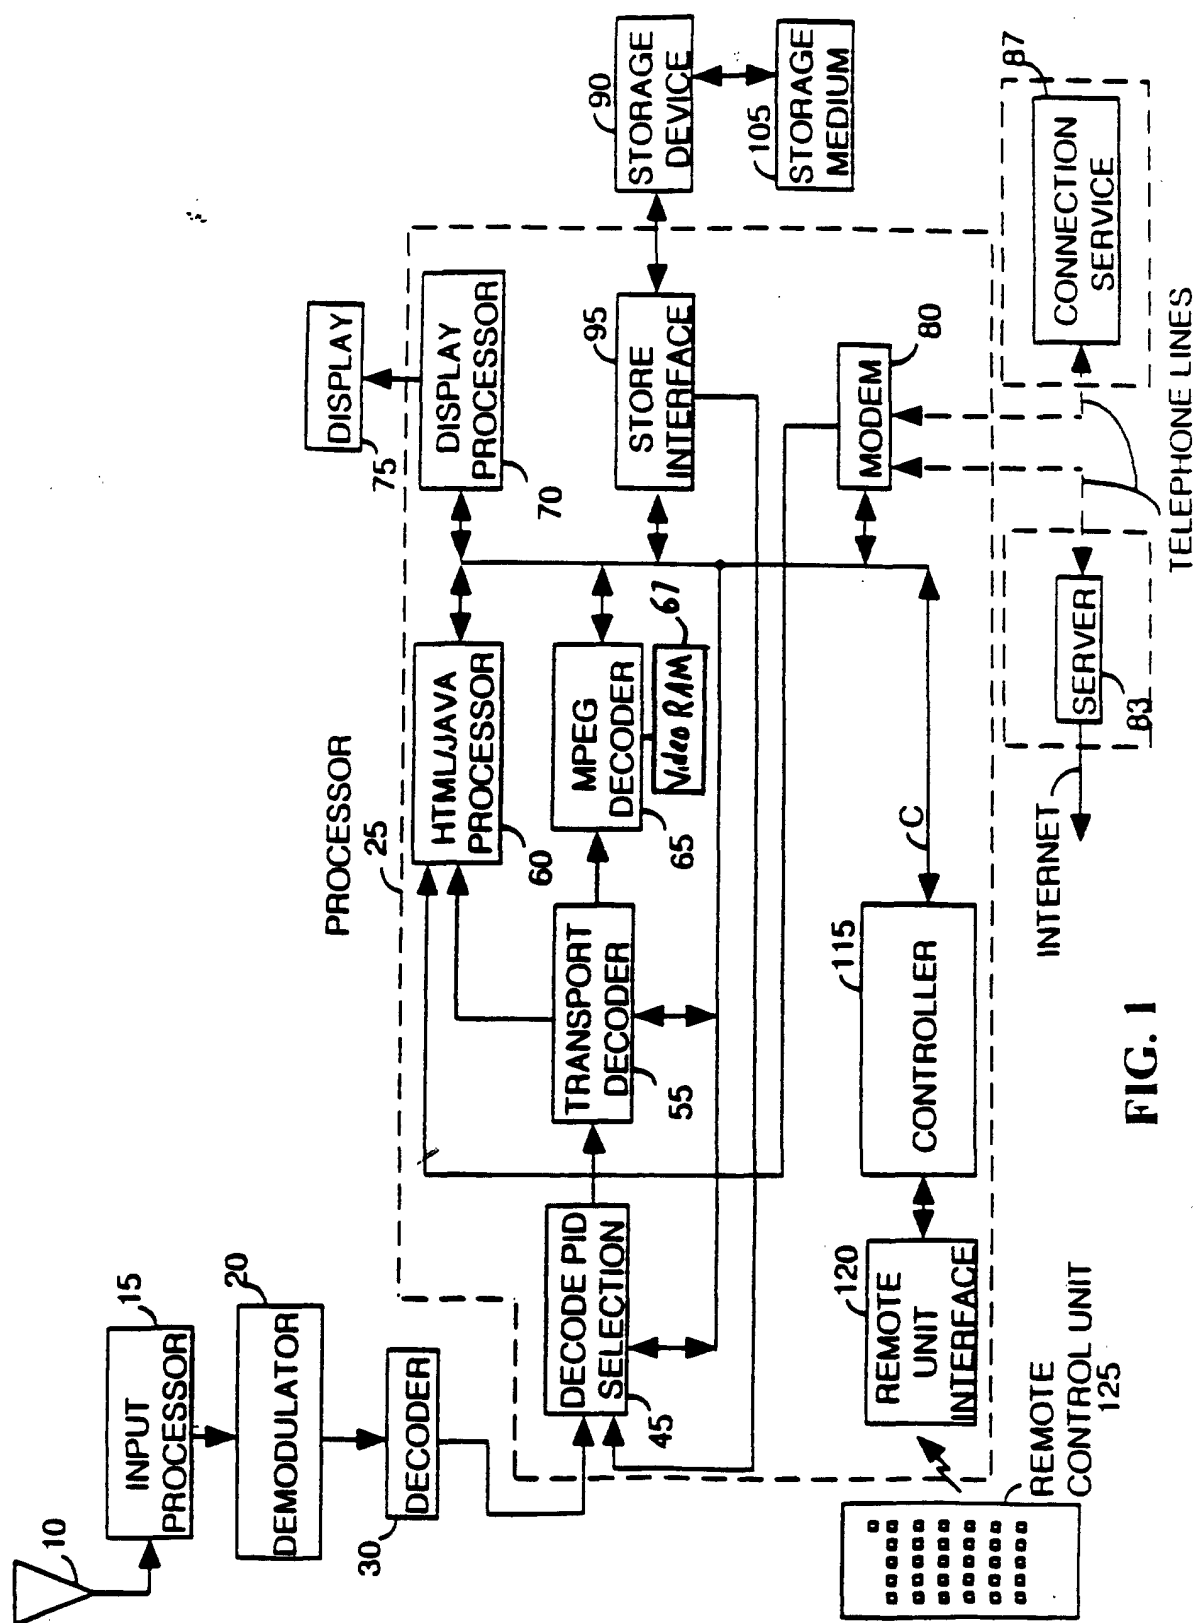 10
INPUT
PROCESSOR
15
DEMODULATOR
20
DECODER
30
PROCESSOR
25
DECODE PID
SELECTION
45
TRANSPORT
DECODER
55
HTML/JAVA
PROCESSOR
60
MPEG
DECODER
65
Video RAM
67
DISPLAY
75
DISPLAY
PROCESSOR
70
STORE
INTERFACE
95
STORAGE
DEVICE
90
STORAGE
MEDIUM
105
MODEM
80
CONNECTION
SERVICE
87
TELEPHONE LINES
SERVER
83
INTERNET
C
CONTROLLER
115
REMOTE
UNIT
INTERFACE
120
REMOTE
CONTROL UNIT
125
FIG. 1